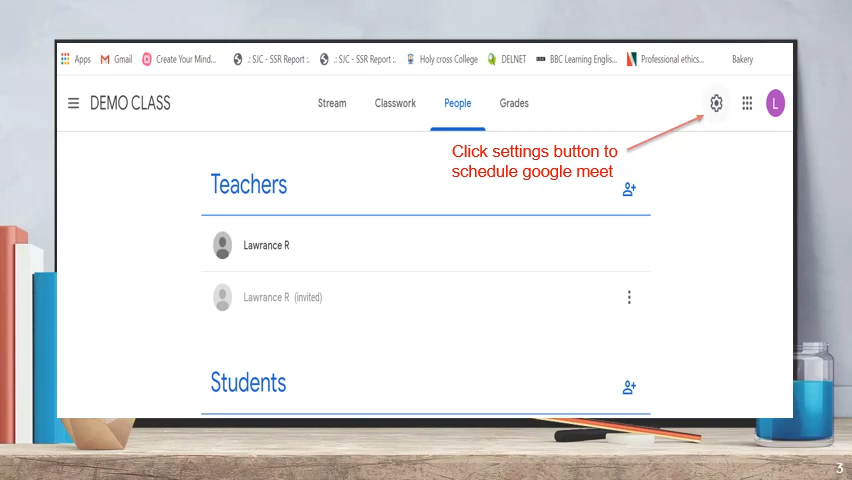 Apps Gmail Create Your Mind... .: SJC - SSR Report :. .: SJC - SSR Report :. Holy cross College DELNET BBC Learning Englis... Professional ethics... Bakery
DEMO CLASS Stream Classwork People Grades L
Click settings button to
schedule google meet
Teachers
Lawrance R
Lawrance R (invited)
Students
3